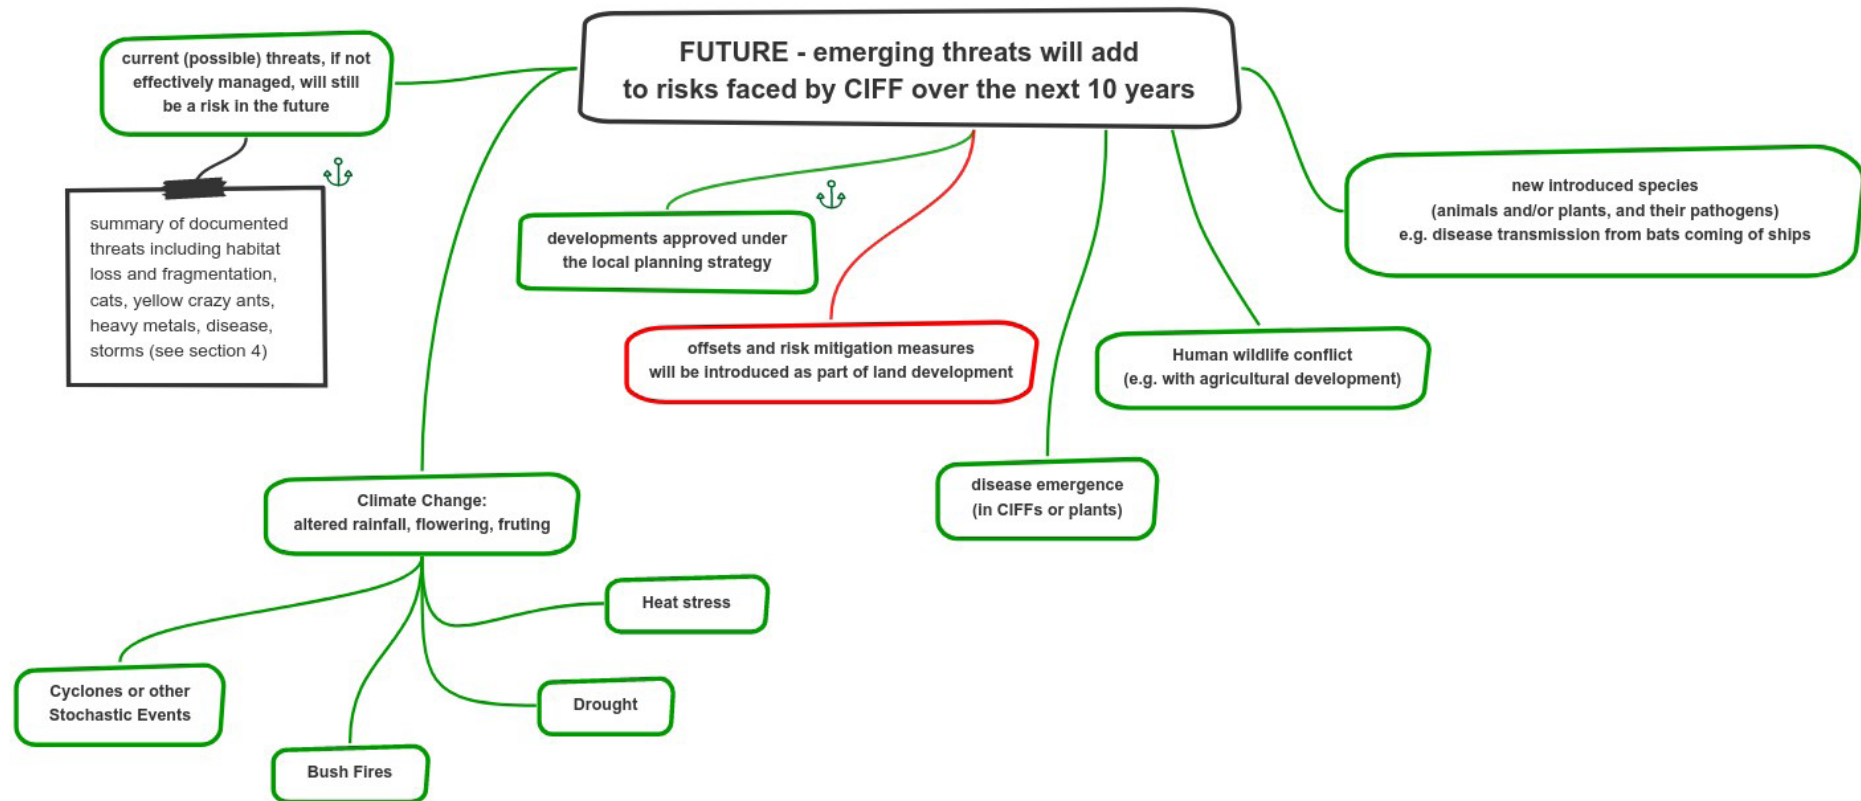 FUTURE - emerging threats will add
to risks faced by CIFF over the next 10 years
current (possible) threats, if not
effectively managed, will still
be a risk in the future
summary of documented
threats including habitat
loss and fragmentation,
cats, yellow crazy ants,
heavy metals, disease,
storms (see section 4)
developments approved under
the local planning strategy
offsets and risk mitigation measures
will be introduced as part of land development
new introduced species
(animals and/or plants, and their pathogens)
e.g. disease transmission from bats coming of ships
Human wildlife conflict
(e.g. with agricultural development)
disease emergence
(in CIFFs or plants)
Climate Change:
altered rainfall, flowering, fruting
Heat stress
Cyclones or other
Stochastic Events
Drought
Bush Fires